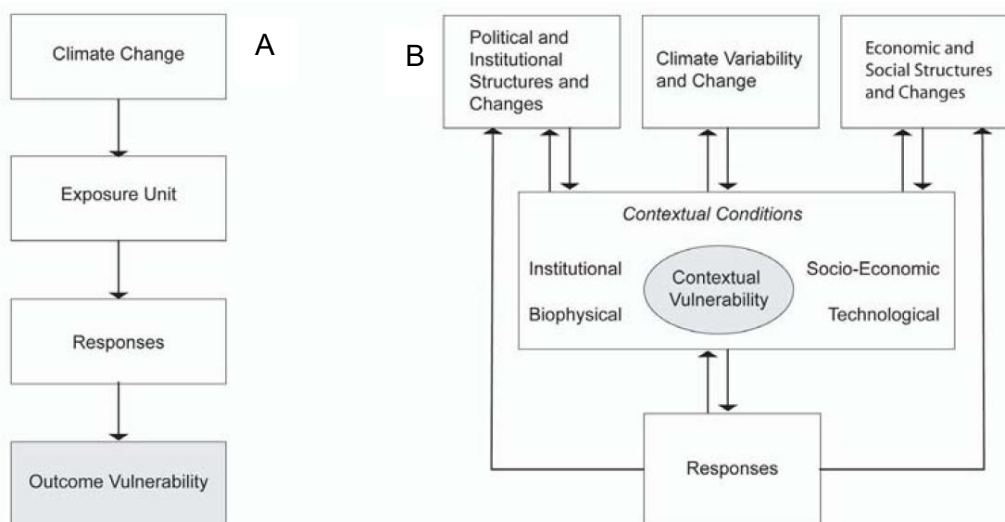 Climate Change
A
Exposure Unit
Responses
Outcome Vulnerability
B
Political and
Institutional
Structures and
Changes
Climate Variability
and Change
Economic and
Social Structures
and Changes
Contextual Conditions
Institutional
Biophysical
Contextual
Vulnerability
Socio-Economic
Technological
Responses